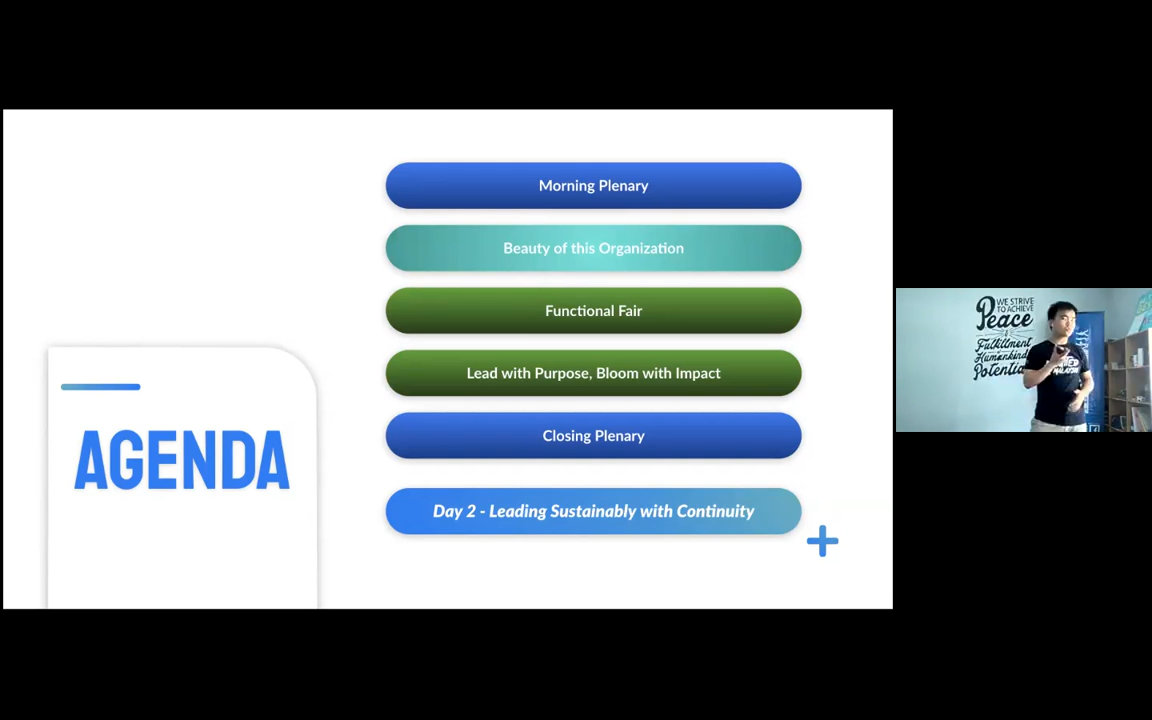 AGENDA
Morning Plenary
Beauty of this Organization
Functional Fair
Lead with Purpose, Bloom with Impact
Closing Plenary
Day 2 - Leading Sustainably with Continuity
WE STRIVE
TO ACHIEVE
Peace
Fulfillment
of Humankind
Potential